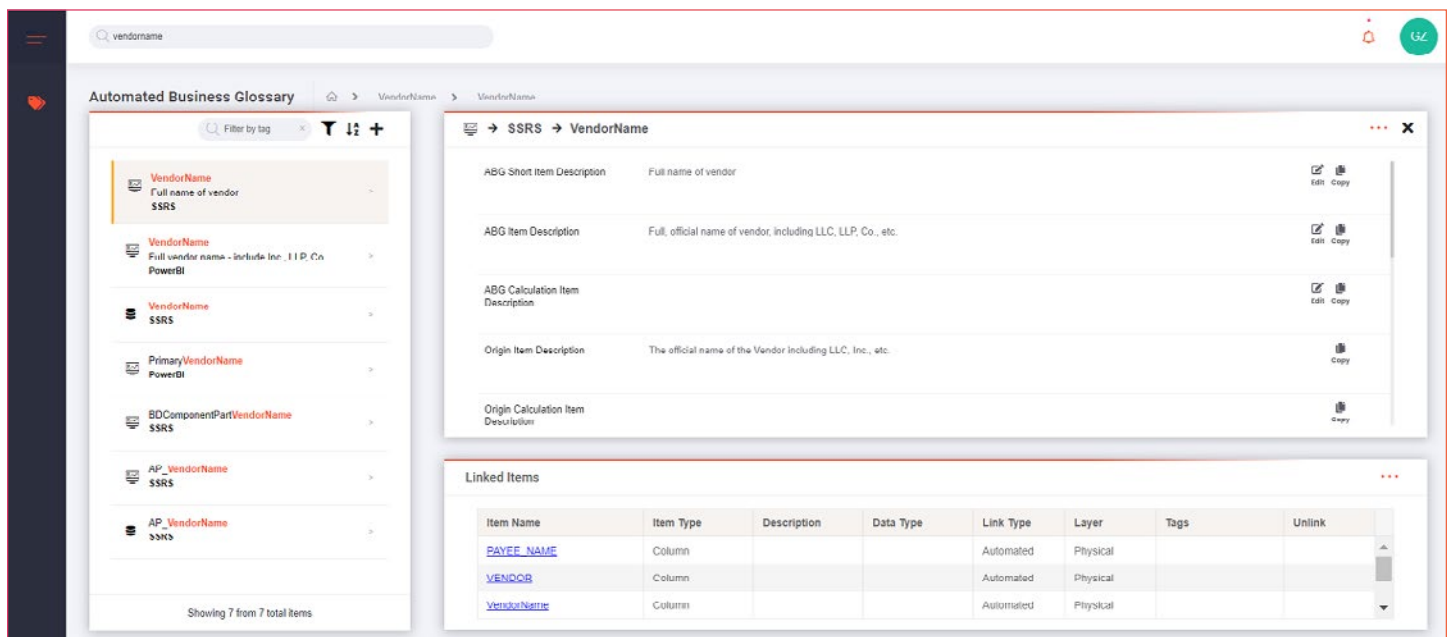 vendorname
GZ
Automated Business Glossary > VendorName > VendorName
Filter by tag ×
VendorName
Full name of vendor
SSRS
VendorName
Full vendor name - include Inc., LLP, Co
PowerBI
VendorName
SSRS
PrimaryVendorName
PowerBI
BDComponentPartVendorName
SSRS
AP_VendorName
SSRS
AP_VendorName
SSRS
Showing 7 from 7 total items
→ SSRS → VendorName
ABG Short Item Description Full name of vendor Edit Copy
ABG Item Description Full, official name of vendor, including LLC, LLP, Co., etc. Edit Copy
ABG Calculation Item
Description
Edit Copy
Origin Item Description The official name of the Vendor including LLC, Inc., etc. Copy
Origin Calculation Item
Description
Copy
Linked Items
Item Name Item Type Description Data Type Link Type Layer Tags Unlink
PAYEE_NAME Column Automated Physical
VENDOR Column Automated Physical
VendorName Column Automated Physical